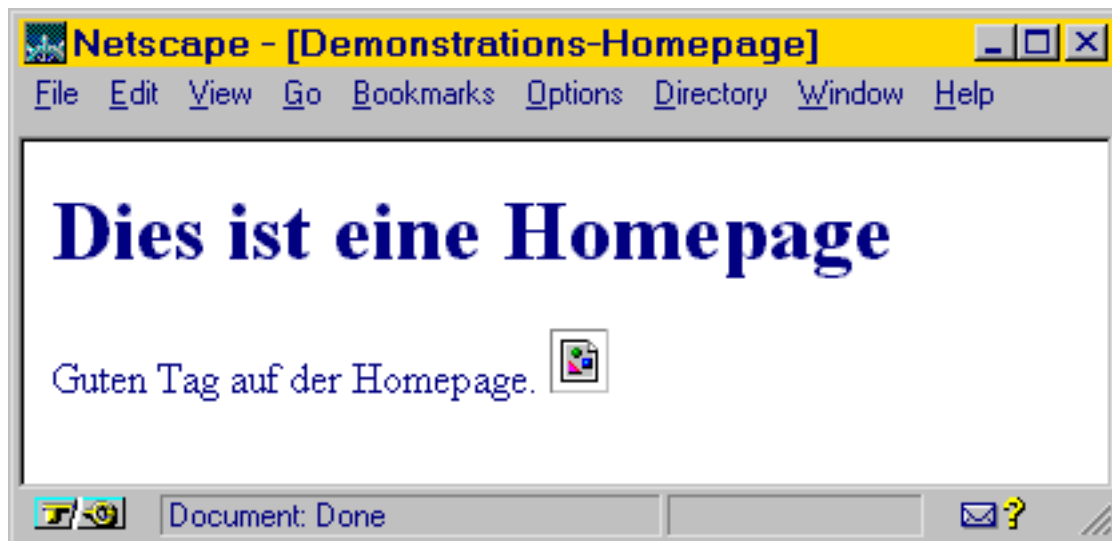 Netscape - [Demonstrations-Homepage]
File Edit View Go Bookmarks Options Directory Window Help
Dies ist eine Homepage
Guten Tag auf der Homepage.
Document: Done